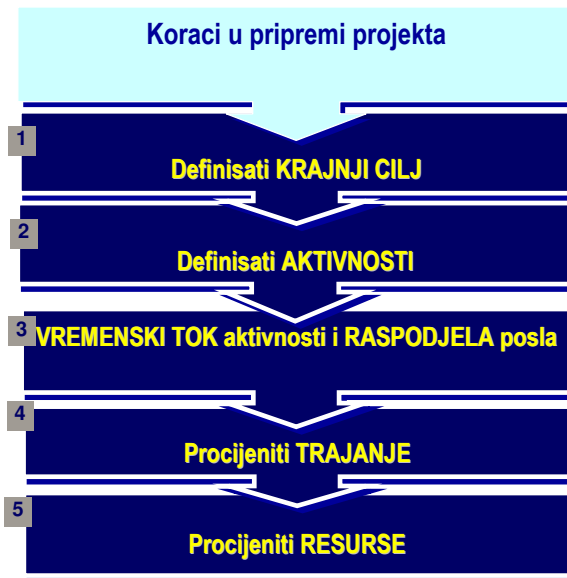 Koraci u pripremi projekta
1
Definisati KRAJNJI CILJ
2
Definisati AKTIVNOSTI
3
VREMENSKI TOK aktivnosti i RASPODJELA posla
4
Procijeniti TRAJANJE
5
Procijeniti RESURSE